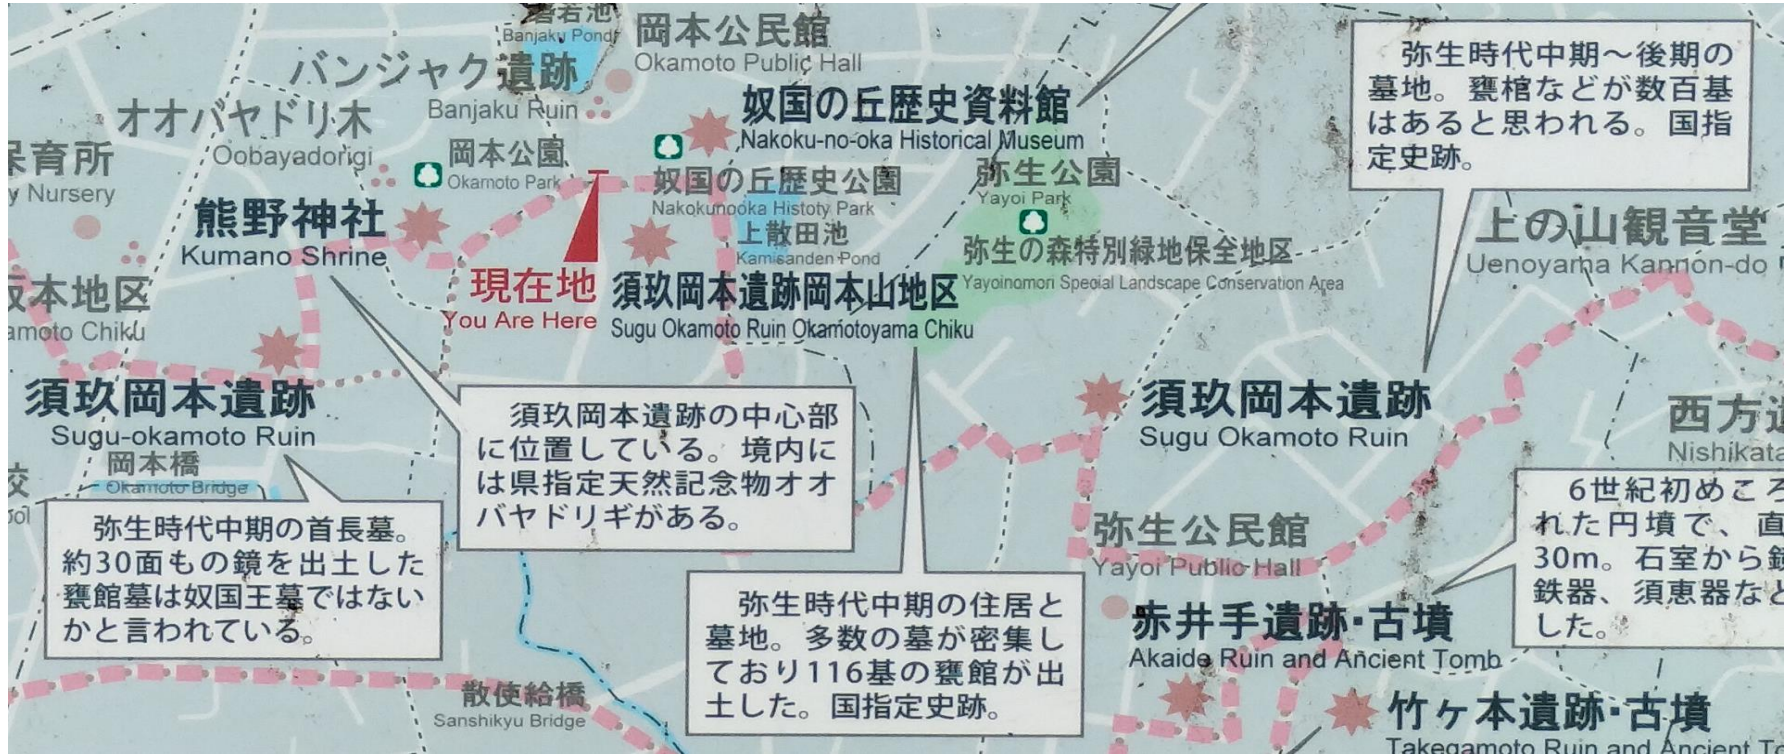 磐若池
Banjaku Pond
岡本公民館
Okamoto Public Hall
バンジャク遺跡
Banjaku Ruin
オオバヤドリ木
Oobayadorigi
岡本公園
Okamoto Park
奴国の丘歴史資料館
Nakoku-no-oka Historical Museum
奴国の丘歴史公園
Nakokunooka Histoty Park
弥生公園
Yayoi Park
弥生時代中期〜後期の
墓地。甕棺などが数百基
はあると思われる。国指
定史跡。
保育所
y Nursery
熊野神社
Kumano Shrine
上散田池
Kamisanden Pond
弥生の森特別緑地保全地区
Yayoinomori Special Landscape Conservation Area
上の山観音堂
Uenoyama Kannon-do
現在地
You Are Here
須玖岡本遺跡岡本山地区
Sugu Okamoto Ruin Okamotoyama Chiku
坂本地区
amoto Chiku
須玖岡本遺跡
Sugu-okamoto Ruin
岡本橋
Okamoto Bridge
校
ool
須玖岡本遺跡の中心部
に位置している。境内に
は県指定天然記念物オオ
バヤドリギがある。
須玖岡本遺跡
Sugu Okamoto Ruin
西方
Nishikata
弥生時代中期の首長墓。
約30面もの鏡を出土した
甕館墓は奴国王墓ではない
かと言われている。
弥生公民館
Yayoi Public Hall
6世紀初めころ
れた円墳で、直
30m。石室から鏡
鉄器、須恵器など
した。
弥生時代中期の住居と
墓地。多数の墓が密集し
ており116基の甕館が出
土した。国指定史跡。
赤井手遺跡・古墳
Akaide Ruin and Ancient Tomb
散使給橋
Sanshikyu Bridge
竹ヶ本遺跡・古墳
Takegamoto Ruin and Ancient T